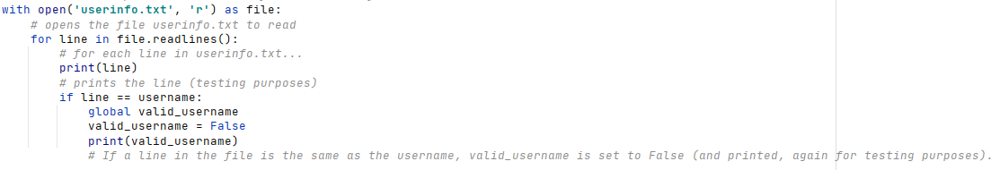 with open('userinfo.txt', 'r') as file:
    # opens the file userinfo.txt to read
    for line in file.readlines():
        # for each line in userinfo.txt...
        print(line)
        # prints the line (testing purposes)
        if line == username:
            global valid_username
            valid_username = False
            print(valid_username)
            # If a line in the file is the same as the username, valid_username is set to False (and printed, again for testing purposes).